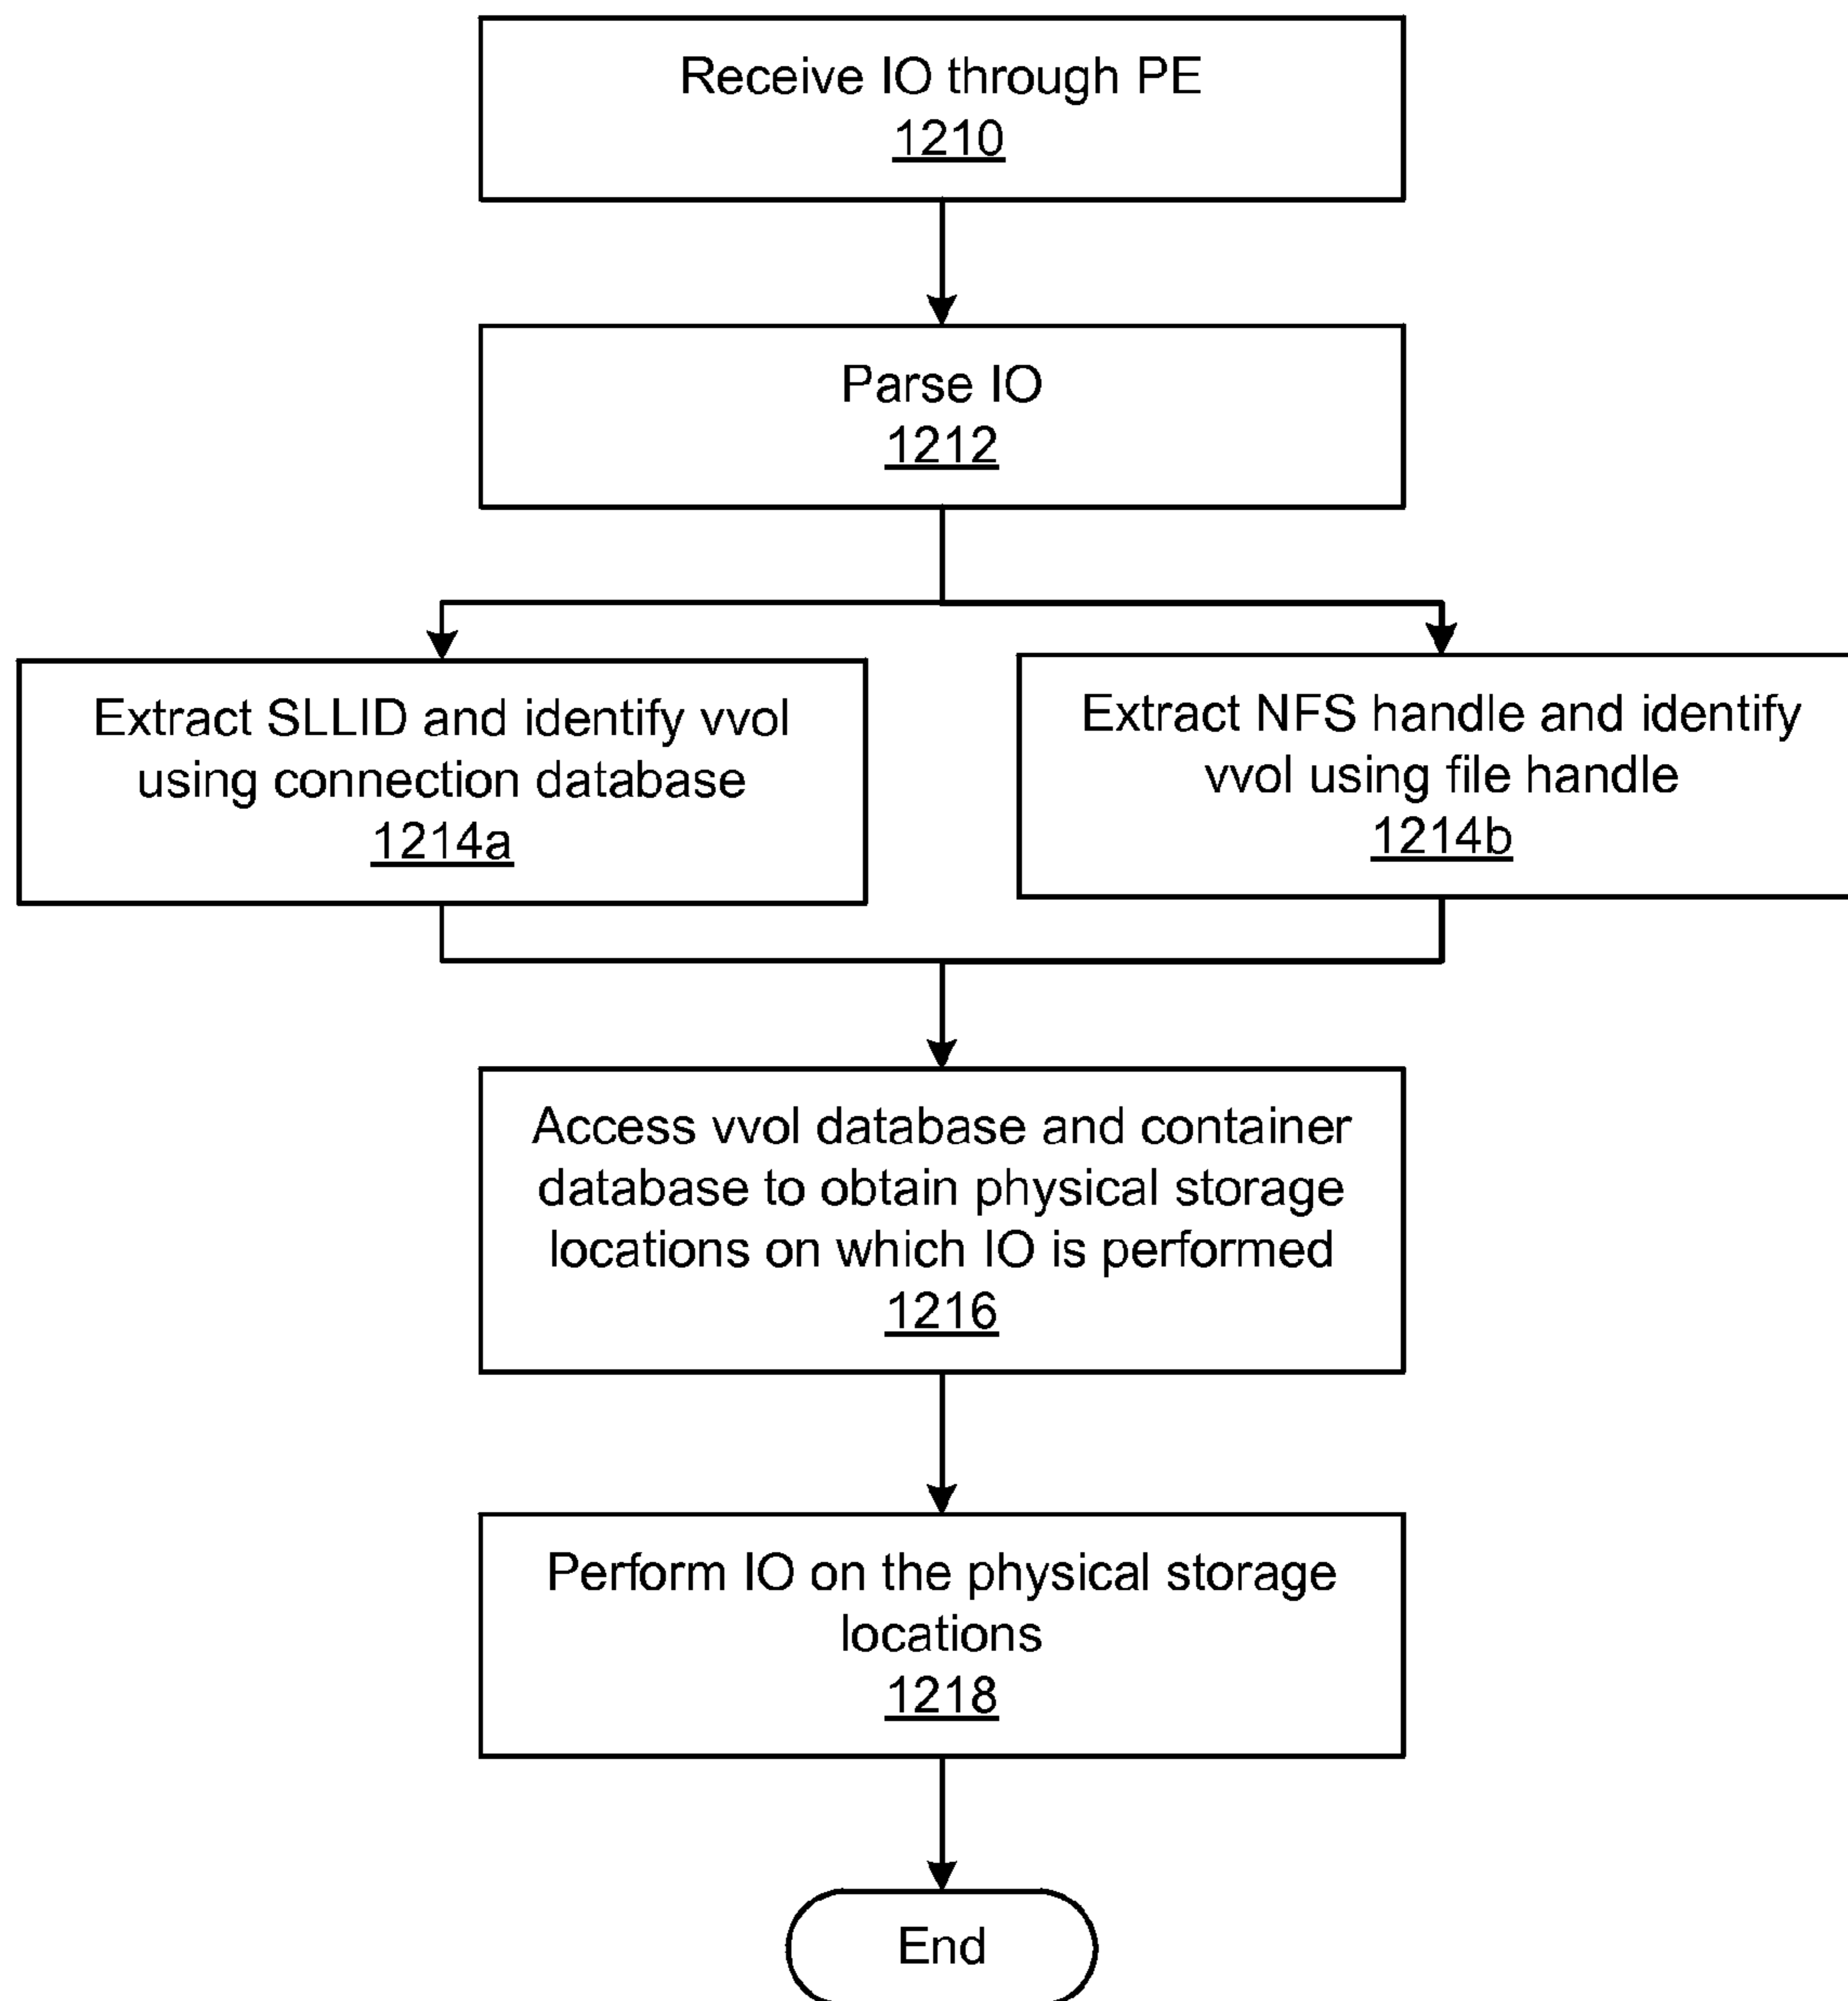 Receive IO through PE
1210
Parse IO
1212
Extract SLLID and identify vvol
using connection database
1214a
Extract NFS handle and identify
vvol using file handle
1214b
Access vvol database and container
database to obtain physical storage
locations on which IO is performed
1216
Perform IO on the physical storage
locations
1218
End